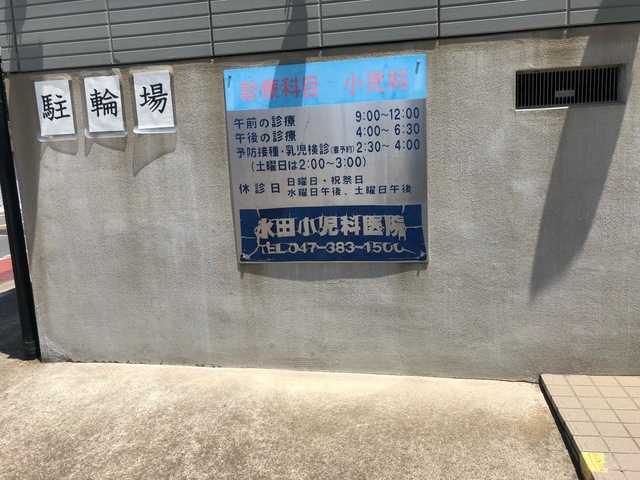 駐輪場
診療科目 小児科
午前の診療 9:00~12:00
午後の診療 4:00~6:30
予防接種・乳児検診(要予約) 2:30~4:00
(土曜日は2:00~3:00)
休診日 日曜日・祝祭日
水曜日午後、土曜日午後
永田小児科医院
TEL 047-383-1500